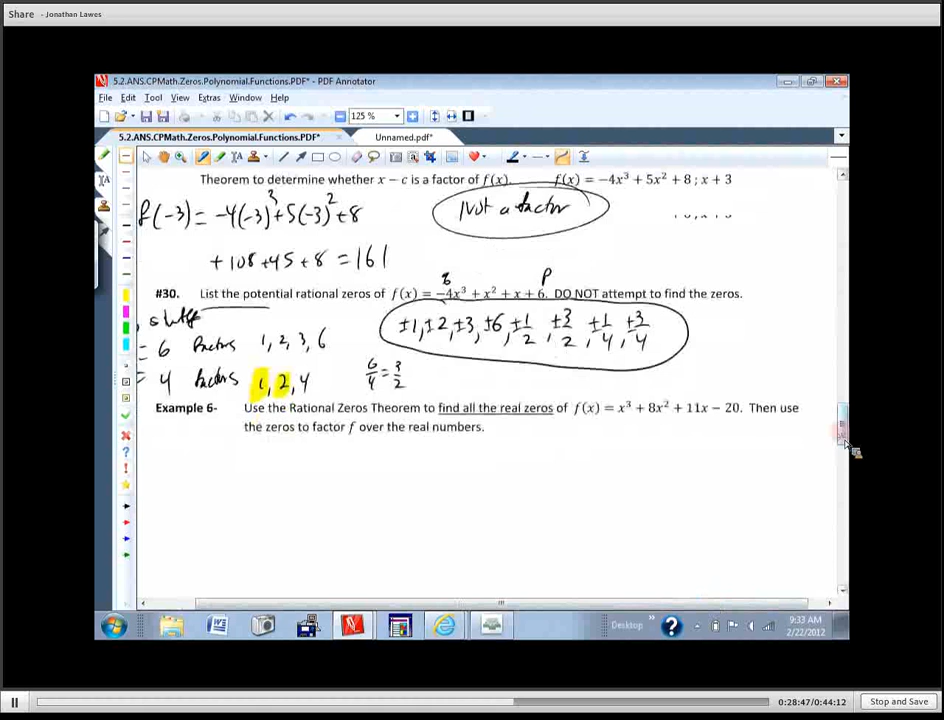 Share - Jonathan Lawes
5.2.ANS.CPMath.Zeros.Polynomial.Functions.PDF* - PDF Annotator
File Edit Tool View Extras Window Help
125 %
5.2.ANS.CPMath.Zeros.Polynomial.Functions.PDF* Unnamed.pdf*
Theorem to determine whether x − c is a factor of f(x). f(x) = −4x³ + 5x² + 8 ; x + 3
f(-3) = -4(-3)³ + 5(-3)² + 8
Not a factor
+108 +45 +8 = 161
P
#30. List the potential rational zeros of f(x) = −4x³ + x² + x + 6. DO NOT attempt to find the zeros.
±1, ±2, ±3, ±6, ±1/2, ±3/2, ±1/4, ±3/4
= 6 Factors 1, 2, 3, 6
= 4 Factors 1, 2, 4 6/4 = 3/2
Example 6- Use the Rational Zeros Theorem to find all the real zeros of f(x) = x³ + 8x² + 11x − 20. Then use
the zeros to factor f over the real numbers.
Desktop
9:33 AM
2/22/2012
0:28:47/0:44:12 Stop and Save